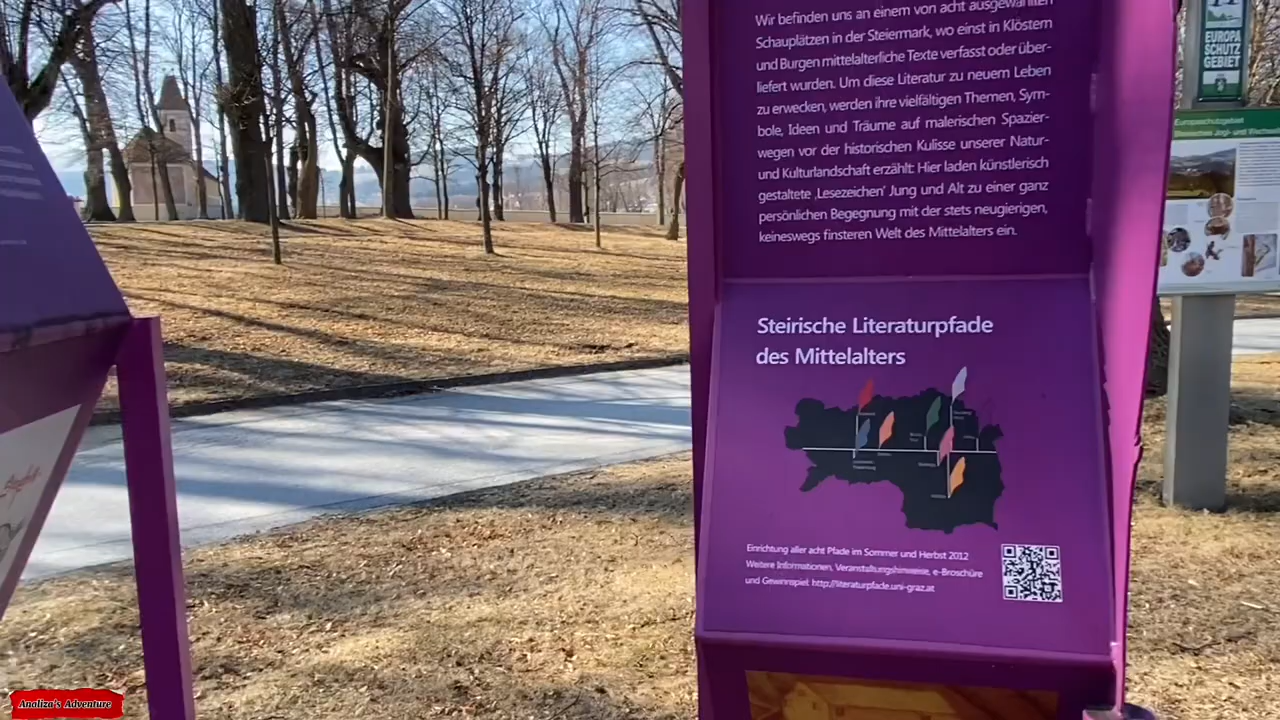 Wir befinden uns an einem von acht ausgewählten
Schauplätzen in der Steiermark, wo einst in Klöstern
und Burgen mittelalterliche Texte verfasst oder über-
liefert wurden. Um diese Literatur zu neuem Leben
zu erwecken, werden ihre vielfältigen Themen, Sym-
bole, Ideen und Träume auf malerischen Spazier-
wegen vor der historischen Kulisse unserer Natur-
und Kulturlandschaft erzählt: Hier laden künstlerisch
gestaltete ‚Lesezeichen' Jung und Alt zu einer ganz
persönlichen Begegnung mit der stets neugierigen,
keineswegs finsteren Welt des Mittelalters ein.
Steirische Literaturpfade
des Mittelalters
Einrichtung aller acht Pfade im Sommer und Herbst 2012
Weitere Informationen, Veranstaltungshinweise, e-Broschüre
und Gewinnspiel: http://literaturpfade.uni-graz.at
EUROPA
SCHUTZ
GEBIET
Europaschutzgebiet
Analiza's Adventure